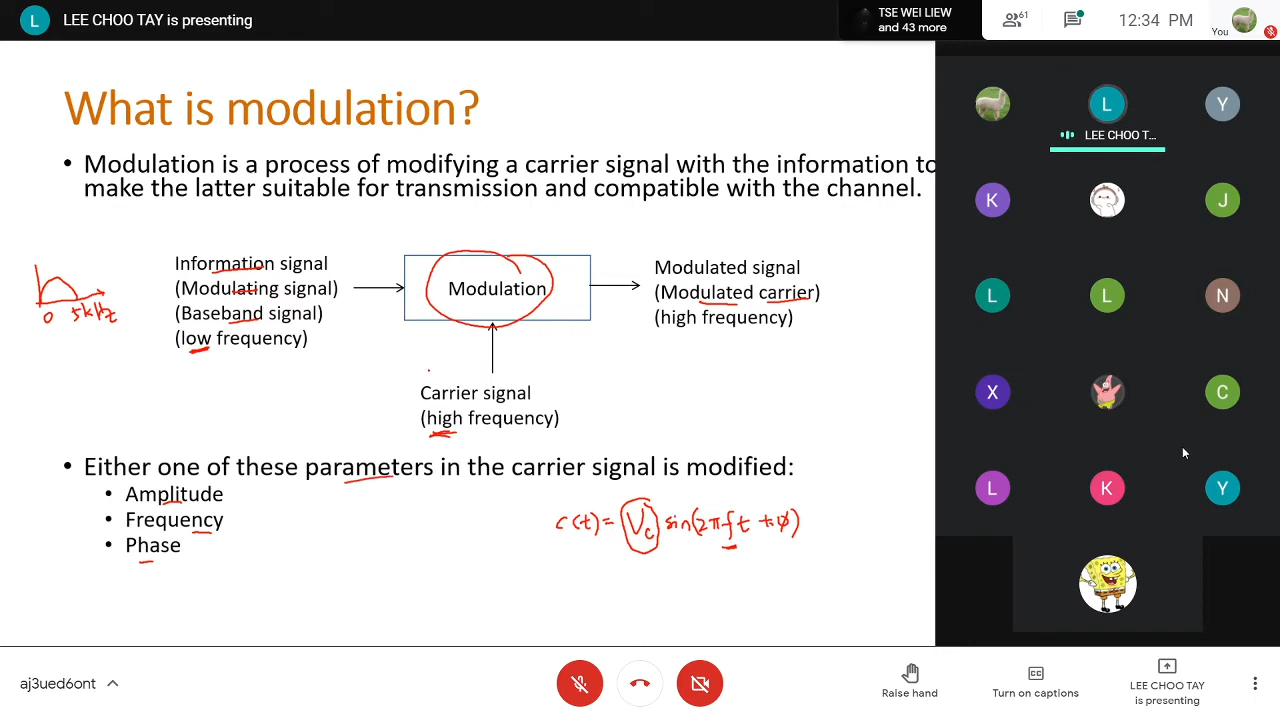 L LEE CHOO TAY is presenting
TSE WEI LIEW
and 43 more
61
12:34 PM
You
What is modulation?
• Modulation is a process of modifying a carrier signal with the information to
make the latter suitable for transmission and compatible with the channel.
Information signal
(Modulating signal)
(Baseband signal)
(low frequency)
0 5kHz
Modulation
Modulated signal
(Modulated carrier)
(high frequency)
Carrier signal
(high frequency)
• Either one of these parameters in the carrier signal is modified:
• Amplitude
• Frequency
• Phase
c(t)= Vc sin(2πft+ϕ)
L Y
LEE CHOO T...
K J
L L N
X C
L K Y
aj3ued6ont
Raise hand
CC
Turn on captions
LEE CHOO TAY
is presenting